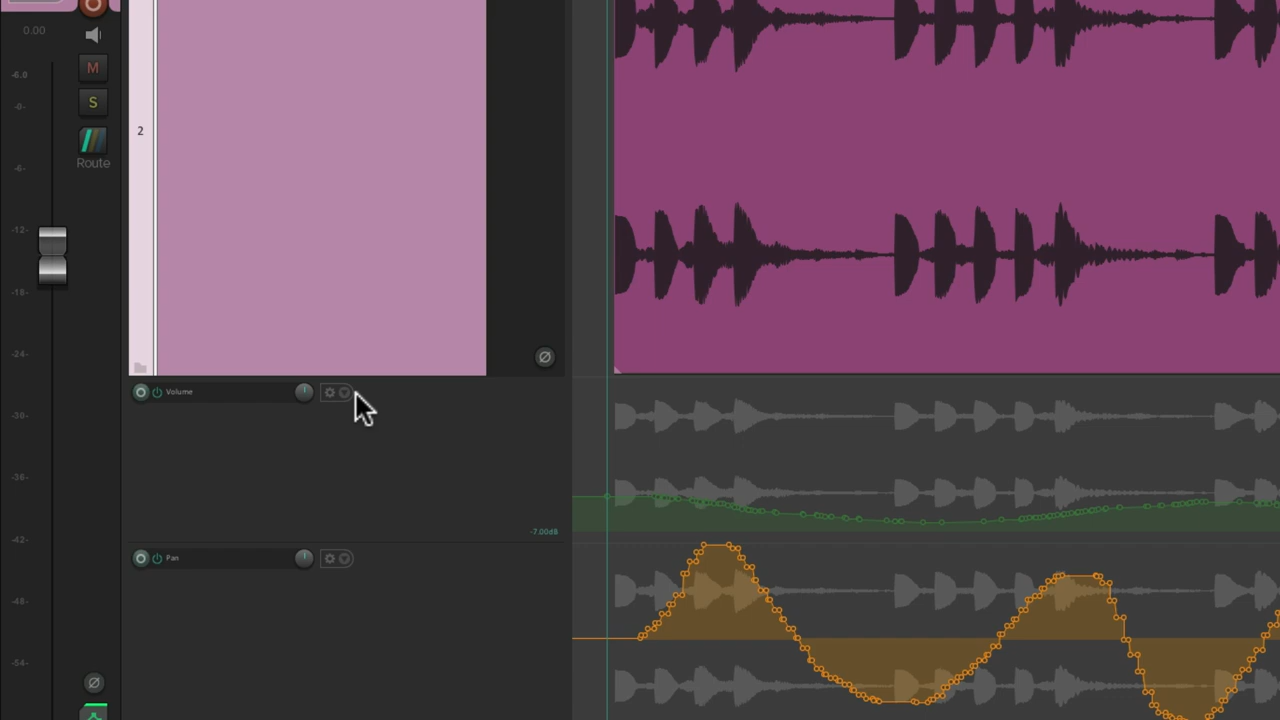 0.00
-6.0
M
-0-
S
2
Route
-6-
-12-
-18-
-24-
Volume
-30-
-36-
-7.00dB
-42-
Pan
-48-
-54-